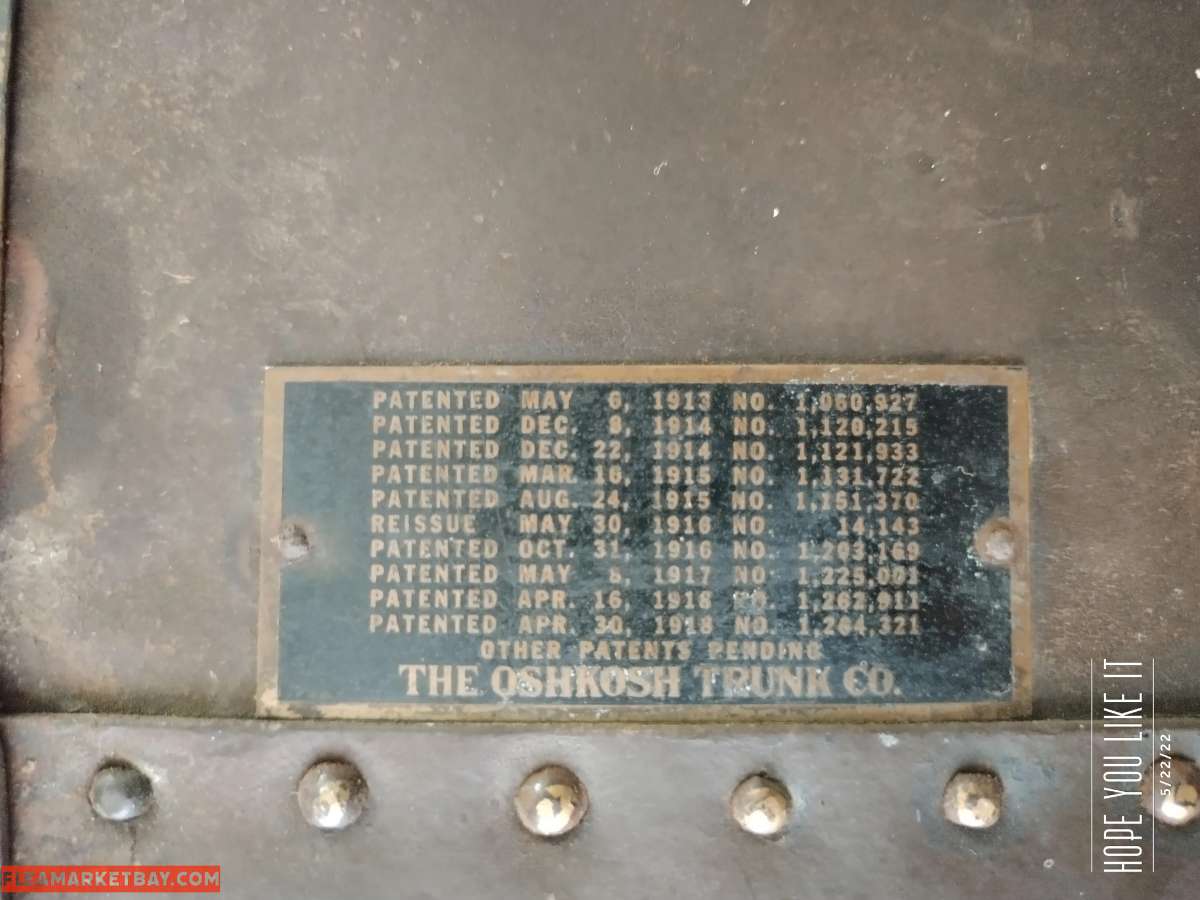 PATENTED MAY 6, 1913 NO. 1,060,927
PATENTED DEC. 8, 1914 NO. 1,120,215
PATENTED DEC. 22, 1914 NO. 1,121,933
PATENTED MAR. 16, 1915 NO. 1,131,722
PATENTED AUG. 24, 1915 NO. 1,151,370
REISSUE MAY 30, 1916 NO. 14,143
PATENTED OCT. 31, 1916 NO. 1,203,169
PATENTED MAY 8, 1917 NO. 1,225,001
PATENTED APR. 16, 1918 NO. 1,262,911
PATENTED APR. 30, 1918 NO. 1,264,321
OTHER PATENTS PENDING
THE OSHKOSH TRUNK CO.
HOPE YOU LIKE IT
5/22/22
FLEAMARKETBAY.COM